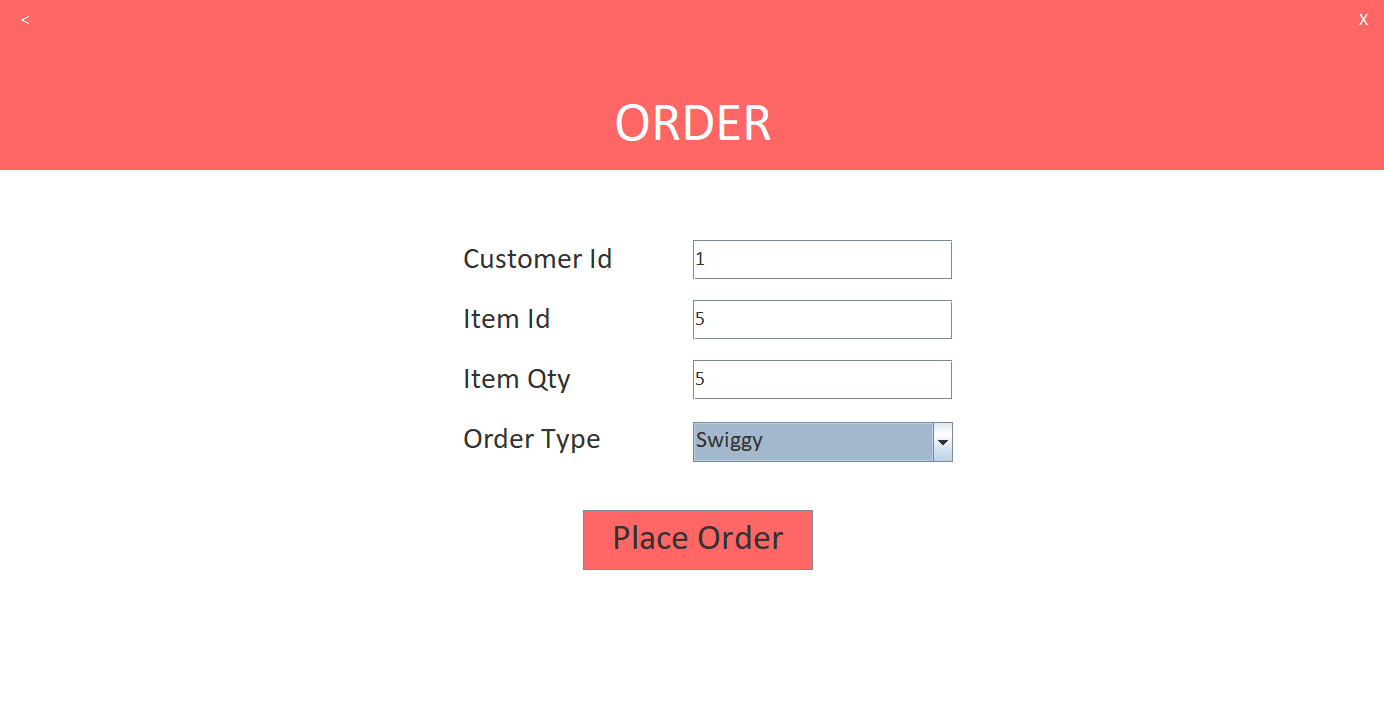 < X
ORDER
Customer Id 1
Item Id 5
Item Qty 5
Order Type Swiggy
Place Order